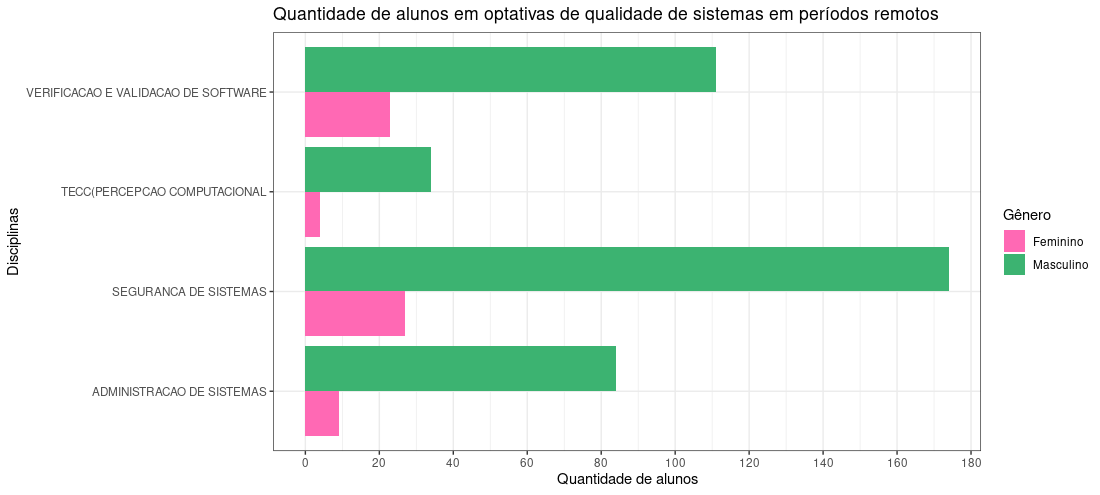 Quantidade de alunos em optativas de qualidade de sistemas em períodos remotos
Disciplinas
VERIFICACAO E VALIDACAO DE SOFTWARE
TECC(PERCEPCAO COMPUTACIONAL
SEGURANCA DE SISTEMAS
ADMINISTRACAO DE SISTEMAS
0 20 40 60 80 100 120 140 160 180
Quantidade de alunos
Gênero
Feminino
Masculino